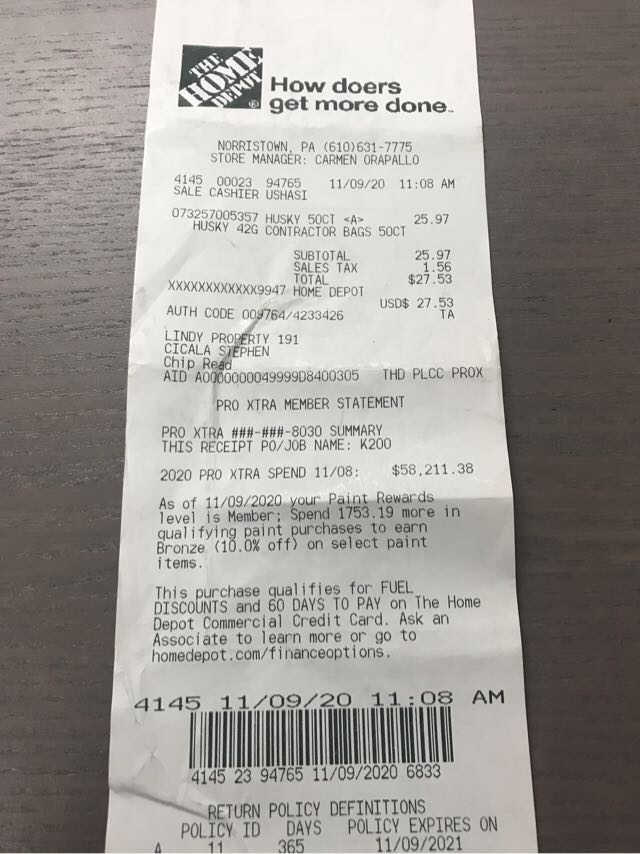 THE
HOME
DEPOT
®
How doers
get more done™
NORRISTOWN, PA (610)631-7775
STORE MANAGER: CARMEN ORAPALLO
4145 00023 94765 11/09/20 11:08 AM
SALE CASHIER USHASI
073257005357 HUSKY 50CT <A> 25.97
HUSKY 42G CONTRACTOR BAGS 50CT
SUBTOTAL 25.97
SALES TAX 1.56
TOTAL $27.53
XXXXXXXXXXXX9947 HOME DEPOT
USD$ 27.53
AUTH CODE 009764/4233426 TA
LINDY PROPERTY 191
CICALA STEPHEN
Chip Read
AID A0000000049999D8400305 THD PLCC PROX
PRO XTRA MEMBER STATEMENT
PRO XTRA ###-###-8030 SUMMARY
THIS RECEIPT PO/JOB NAME: K200
2020 PRO XTRA SPEND 11/08: $58,211.38
As of 11/09/2020 your Paint Rewards
level is Member; Spend 1753.19 more in
qualifying paint purchases to earn
Bronze (10.0% off) on select paint
items.
This purchase qualifies for FUEL
DISCOUNTS and 60 DAYS TO PAY on The Home
Depot Commercial Credit Card. Ask an
Associate to learn more or go to
homedepot.com/financeoptions.
4145 11/09/20 11:08 AM
4145 23 94765 11/09/2020 6833
RETURN POLICY DEFINITIONS
POLICY ID DAYS POLICY EXPIRES ON
A 11 365 11/09/2021